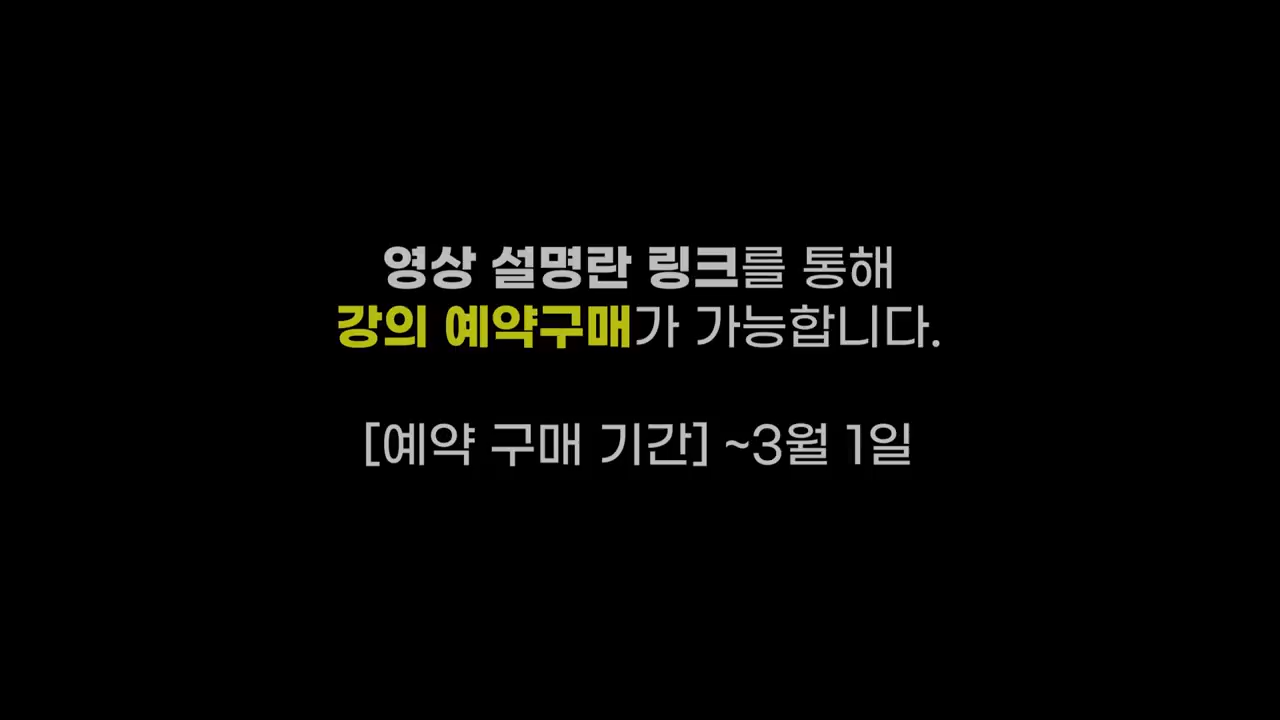 영상 설명란 링크를 통해
강의 예약구매가 가능합니다.
[예약 구매 기간] ~3월 1일